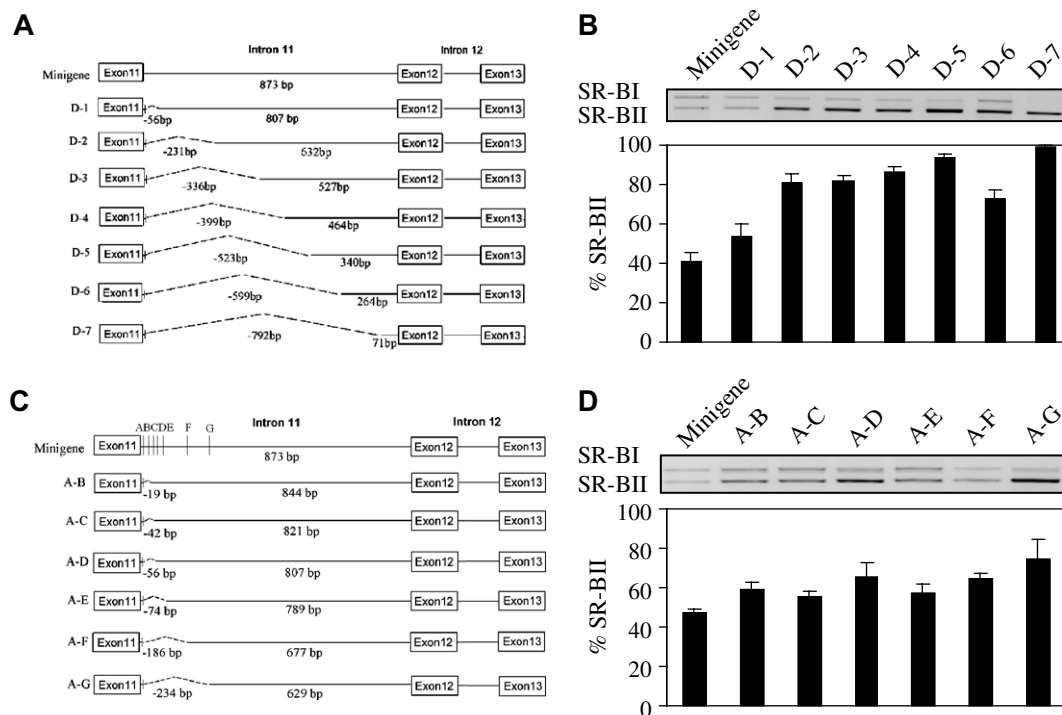 A
Intron 11 Intron 12
Minigene Exon11 Exon12 Exon13
873 bp
D-1 Exon11 Exon12 Exon13
-56bp 807 bp
D-2 Exon11 Exon12 Exon13
-231bp 632bp
D-3 Exon11 Exon12 Exon13
-336bp 527bp
D-4 Exon11 Exon12 Exon13
-399bp 464bp
D-5 Exon11 Exon12 Exon13
-523bp 340bp
D-6 Exon11 Exon12 Exon13
-599bp 264bp
D-7 Exon11 Exon12 Exon13
-792bp 71bp
B
Minigene D-1 D-2 D-3 D-4 D-5 D-6 D-7
SR-BI
SR-BII
% SR-BII
100
80
60
40
20
0
C
Intron 11 Intron 12
A B C D E F G
Minigene Exon11 Exon12 Exon13
873 bp
A-B Exon11 Exon12 Exon13
-19 bp 844 bp
A-C Exon11 Exon12 Exon13
-42 bp 821 bp
A-D Exon11 Exon12 Exon13
-56 bp 807 bp
A-E Exon11 Exon12 Exon13
-74 bp 789 bp
A-F Exon11 Exon12 Exon13
-186 bp 677 bp
A-G Exon11 Exon12 Exon13
-234 bp 629 bp
D
Minigene A-B A-C A-D A-E A-F A-G
SR-BI
SR-BII
% SR-BII
100
80
60
40
20
0